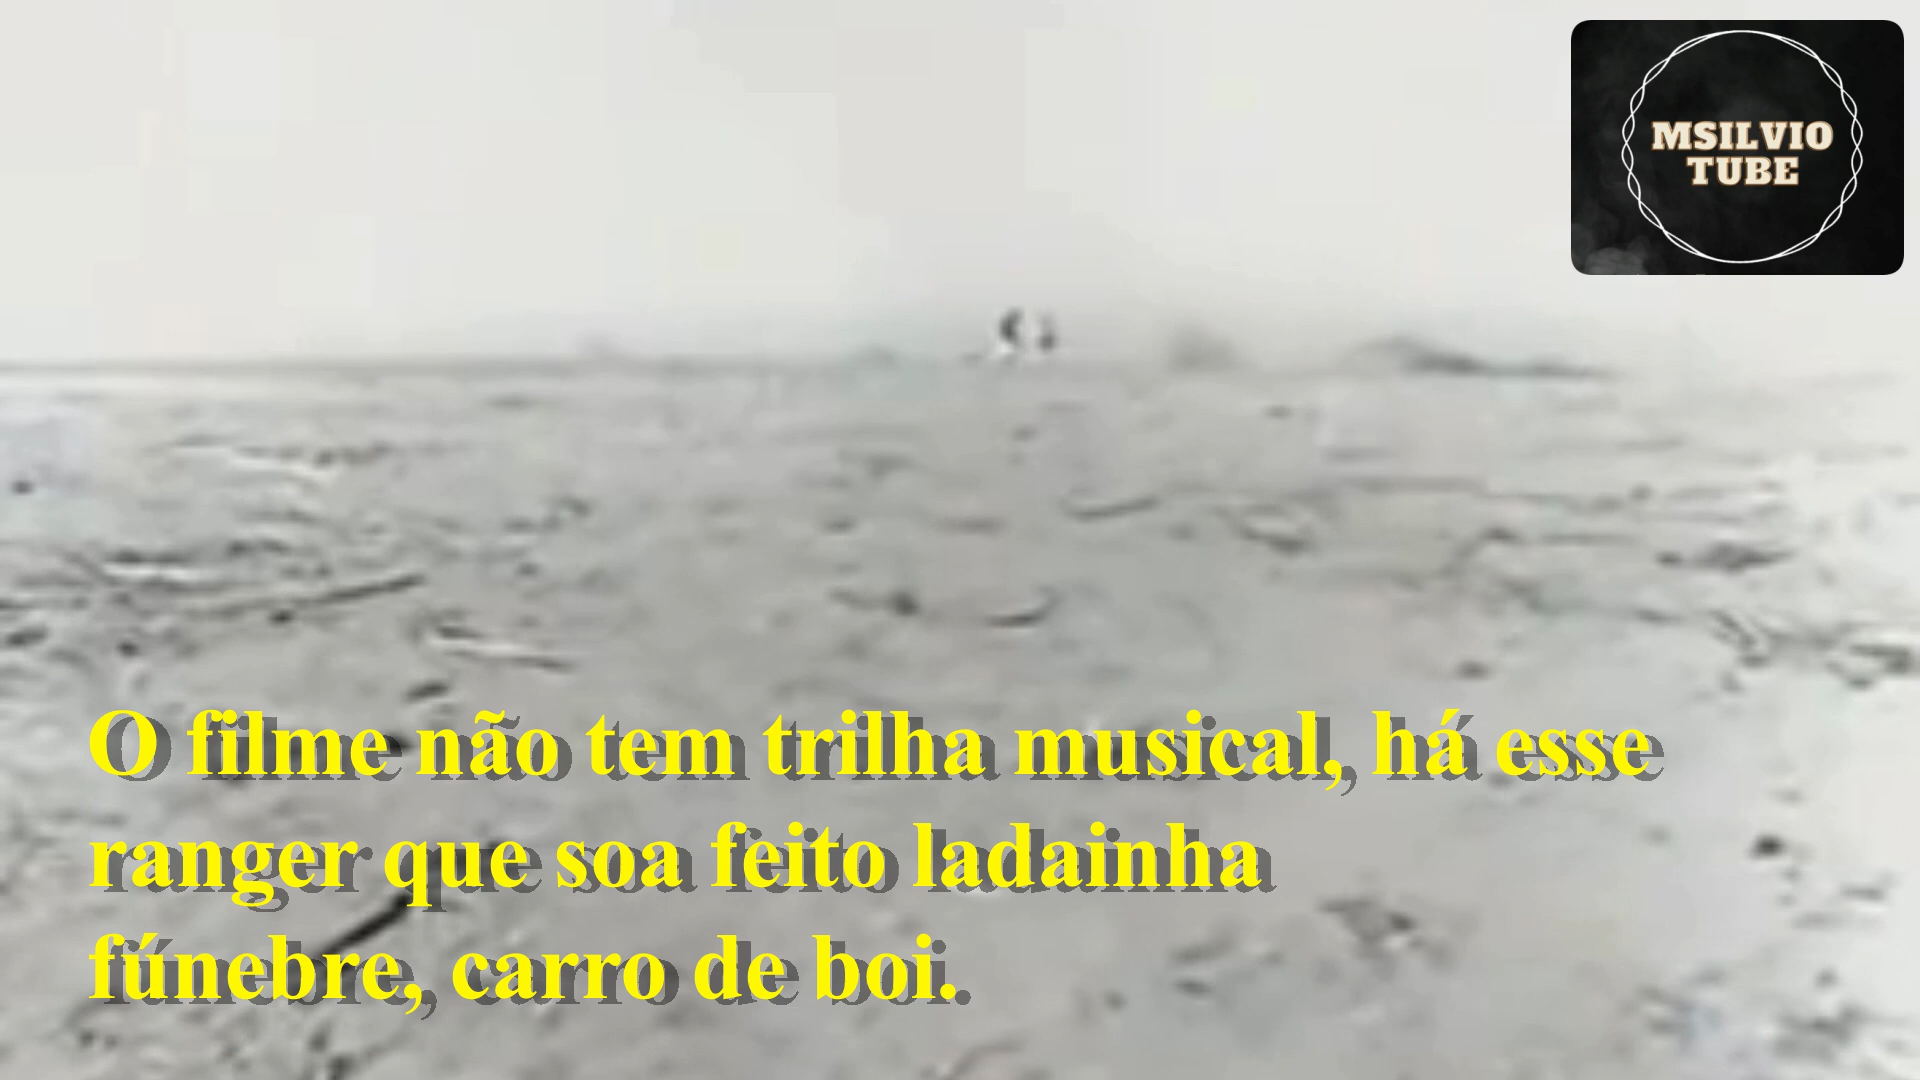 MSILVIO
TUBE
O filme não tem trilha musical, há esse
ranger que soa feito ladainha
fúnebre, carro de boi.